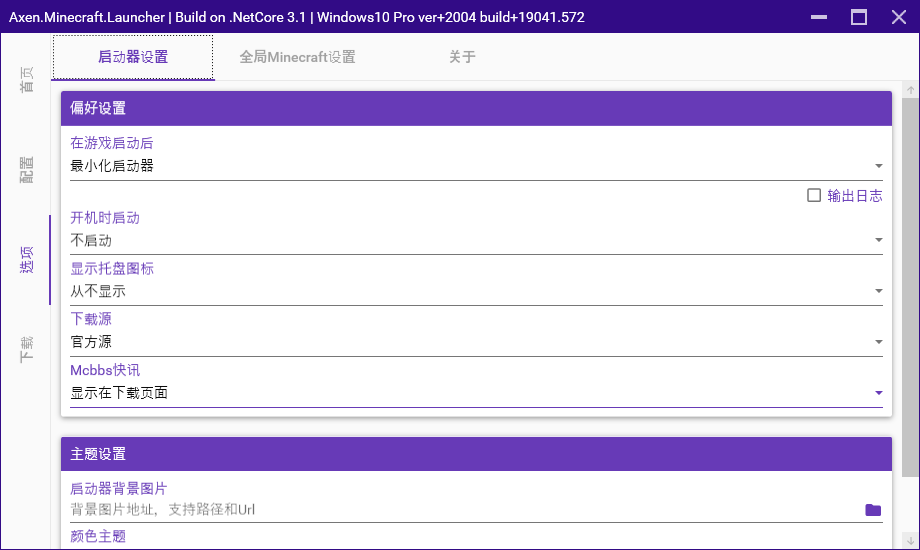 Axen.Minecraft.Launcher | Build on .NetCore 3.1 | Windows10 Pro ver+2004 build+19041.572
首页
配置
选项
下载
启动器设置 全局Minecraft设置 关于
偏好设置
在游戏启动后
最小化启动器
输出日志
开机时启动
不启动
显示托盘图标
从不显示
下载源
官方源
Mcbbs快讯
显示在下载页面
主题设置
启动器背景图片
背景图片地址，支持路径和Url
颜色主题